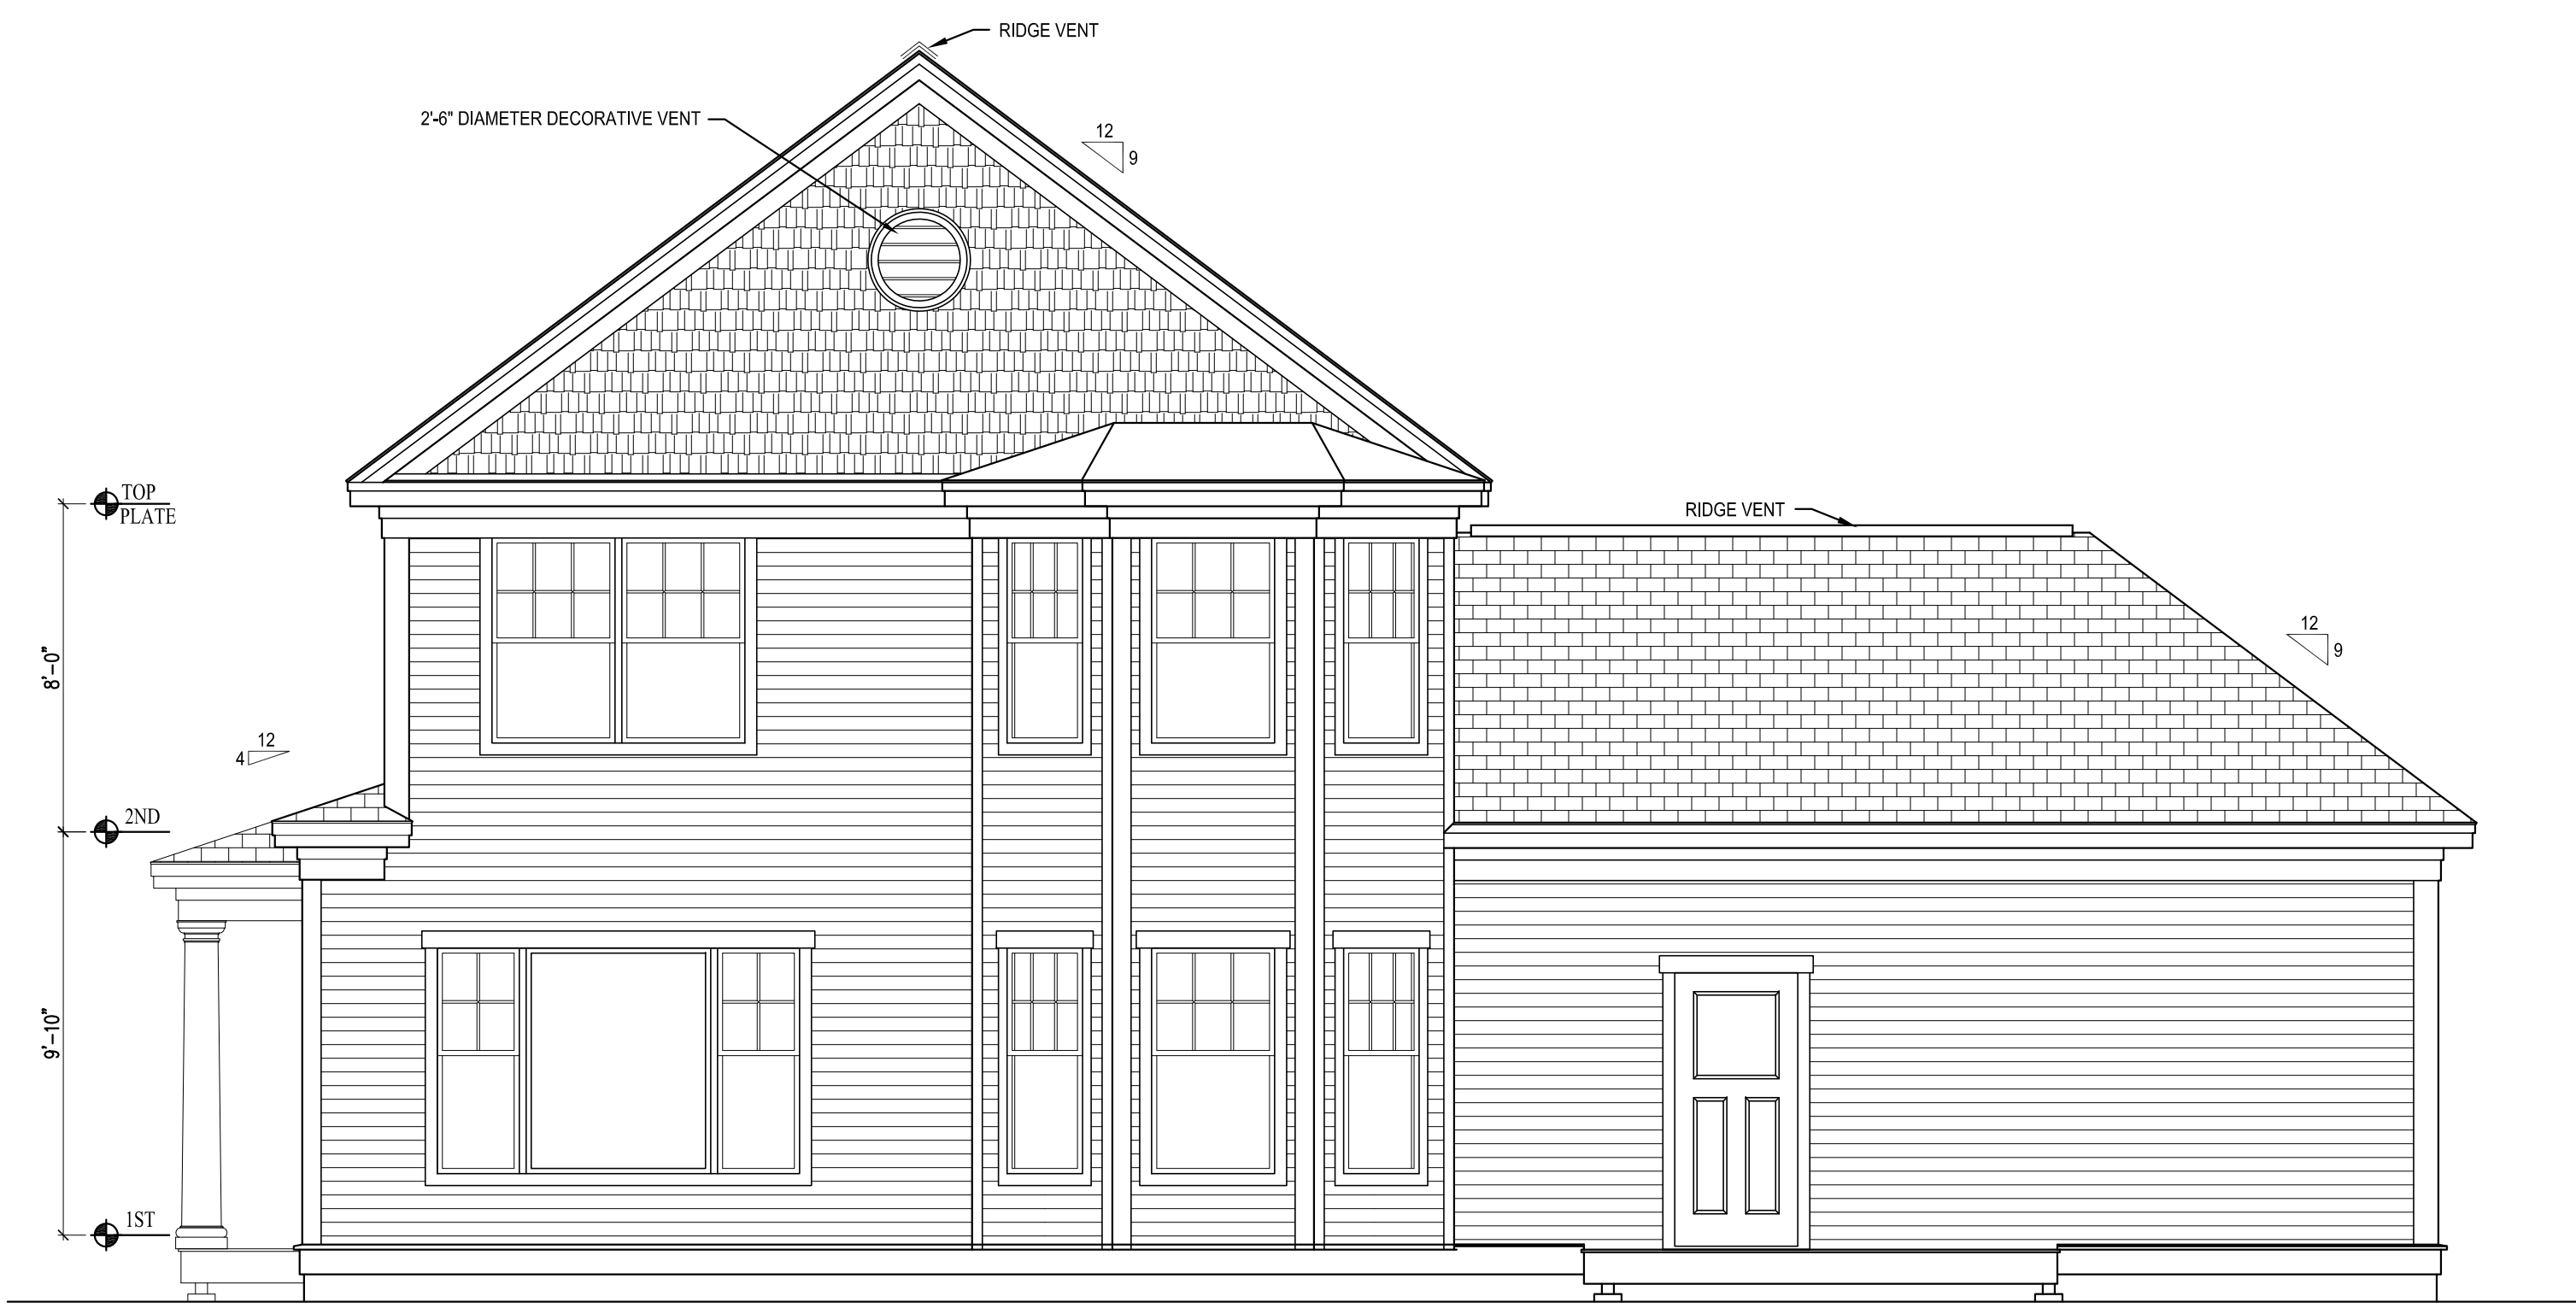 RIDGE VENT
2'-6" DIAMETER DECORATIVE VENT
12
9
TOP
PLATE
RIDGE VENT
12
9
8'-0"
12
4
2ND
9'-10"
1ST